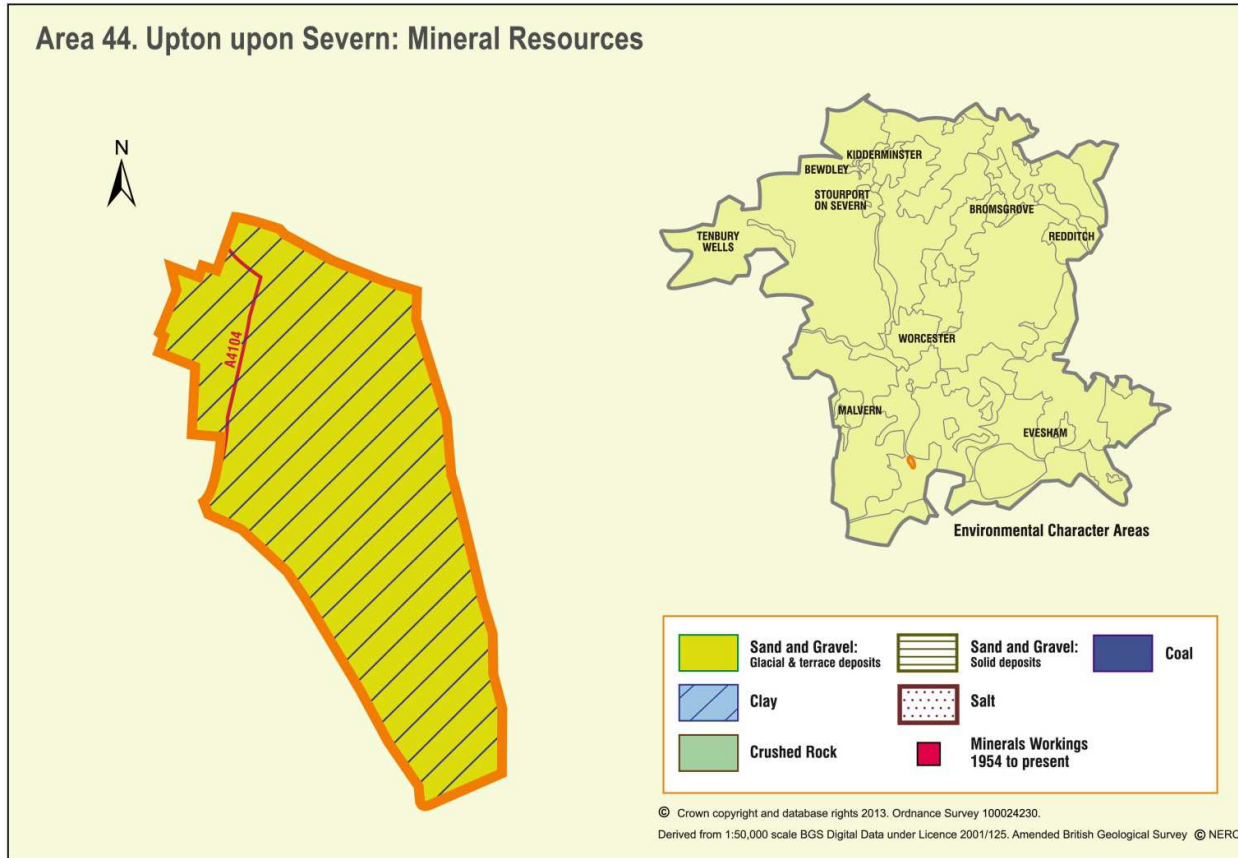 Area 44. Upton upon Severn: Mineral Resources
N
A4104
KIDDERMINSTER
BEWDLEY
STOURPORT
ON SEVERN
BROMSGROVE
TENBURY
WELLS
REDDITCH
WORCESTER
MALVERN
EVESHAM
Environmental Character Areas
Sand and Gravel:
Glacial & terrace deposits
Sand and Gravel:
Solid deposits
Coal
Clay
Salt
Crushed Rock
Minerals Workings
1954 to present
© Crown copyright and database rights 2013. Ordnance Survey 100024230.
Derived from 1:50,000 scale BGS Digital Data under Licence 2001/125. Amended British Geological Survey © NERC